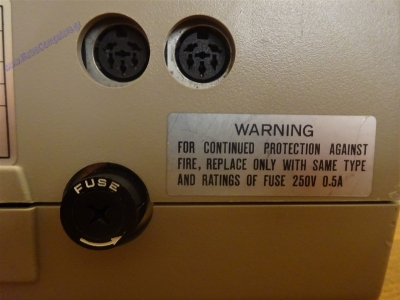 WARNING
FOR CONTINUED PROTECTION AGAINST
FIRE, REPLACE ONLY WITH SAME TYPE
AND RATINGS OF FUSE 250V 0.5A
FUSE